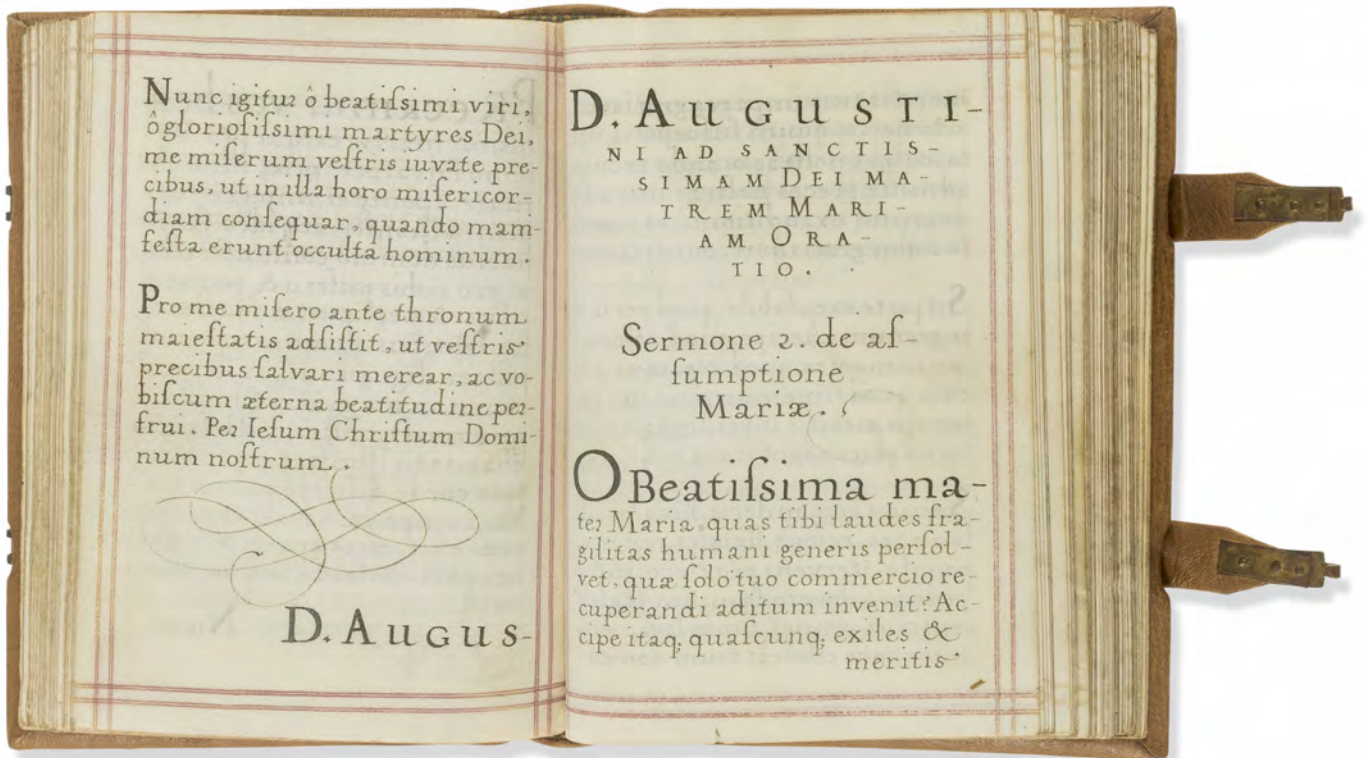 Nunc igitur ô beatiſsimi viri,
ô glorioſiſsimi martyres Dei,
me miſerum veſtris iuvate pre-
cibus, ut in illa horo miſericor-
diam conſequar, quando mani-
feſta erunt occulta hominum.
Pro me miſero ante thronum
maieſtatis adſiſtit, ut veſtris
precibus ſalvari merear, ac vo-
biſcum æterna beatitudine per-
frui. Per Ieſum Chriſtum Domi-
num noſtrum.
D. Augus-
D. AUGUSTI-
NI AD SANCTIS-
SIMAM DEI MA-
TREM MARI-
AM ORA-
TIO.
Sermone 2. de aſ-
ſumptione
Mariæ.
O Beatiſsima ma-
ter Maria, quas tibi laudes fra-
gilitas humani generis perſol-
vet, quæ ſolo tuo commercio re-
cuperandi aditum invenit? Ac-
cipe itaq; quaſcunq; exiles &
meritis